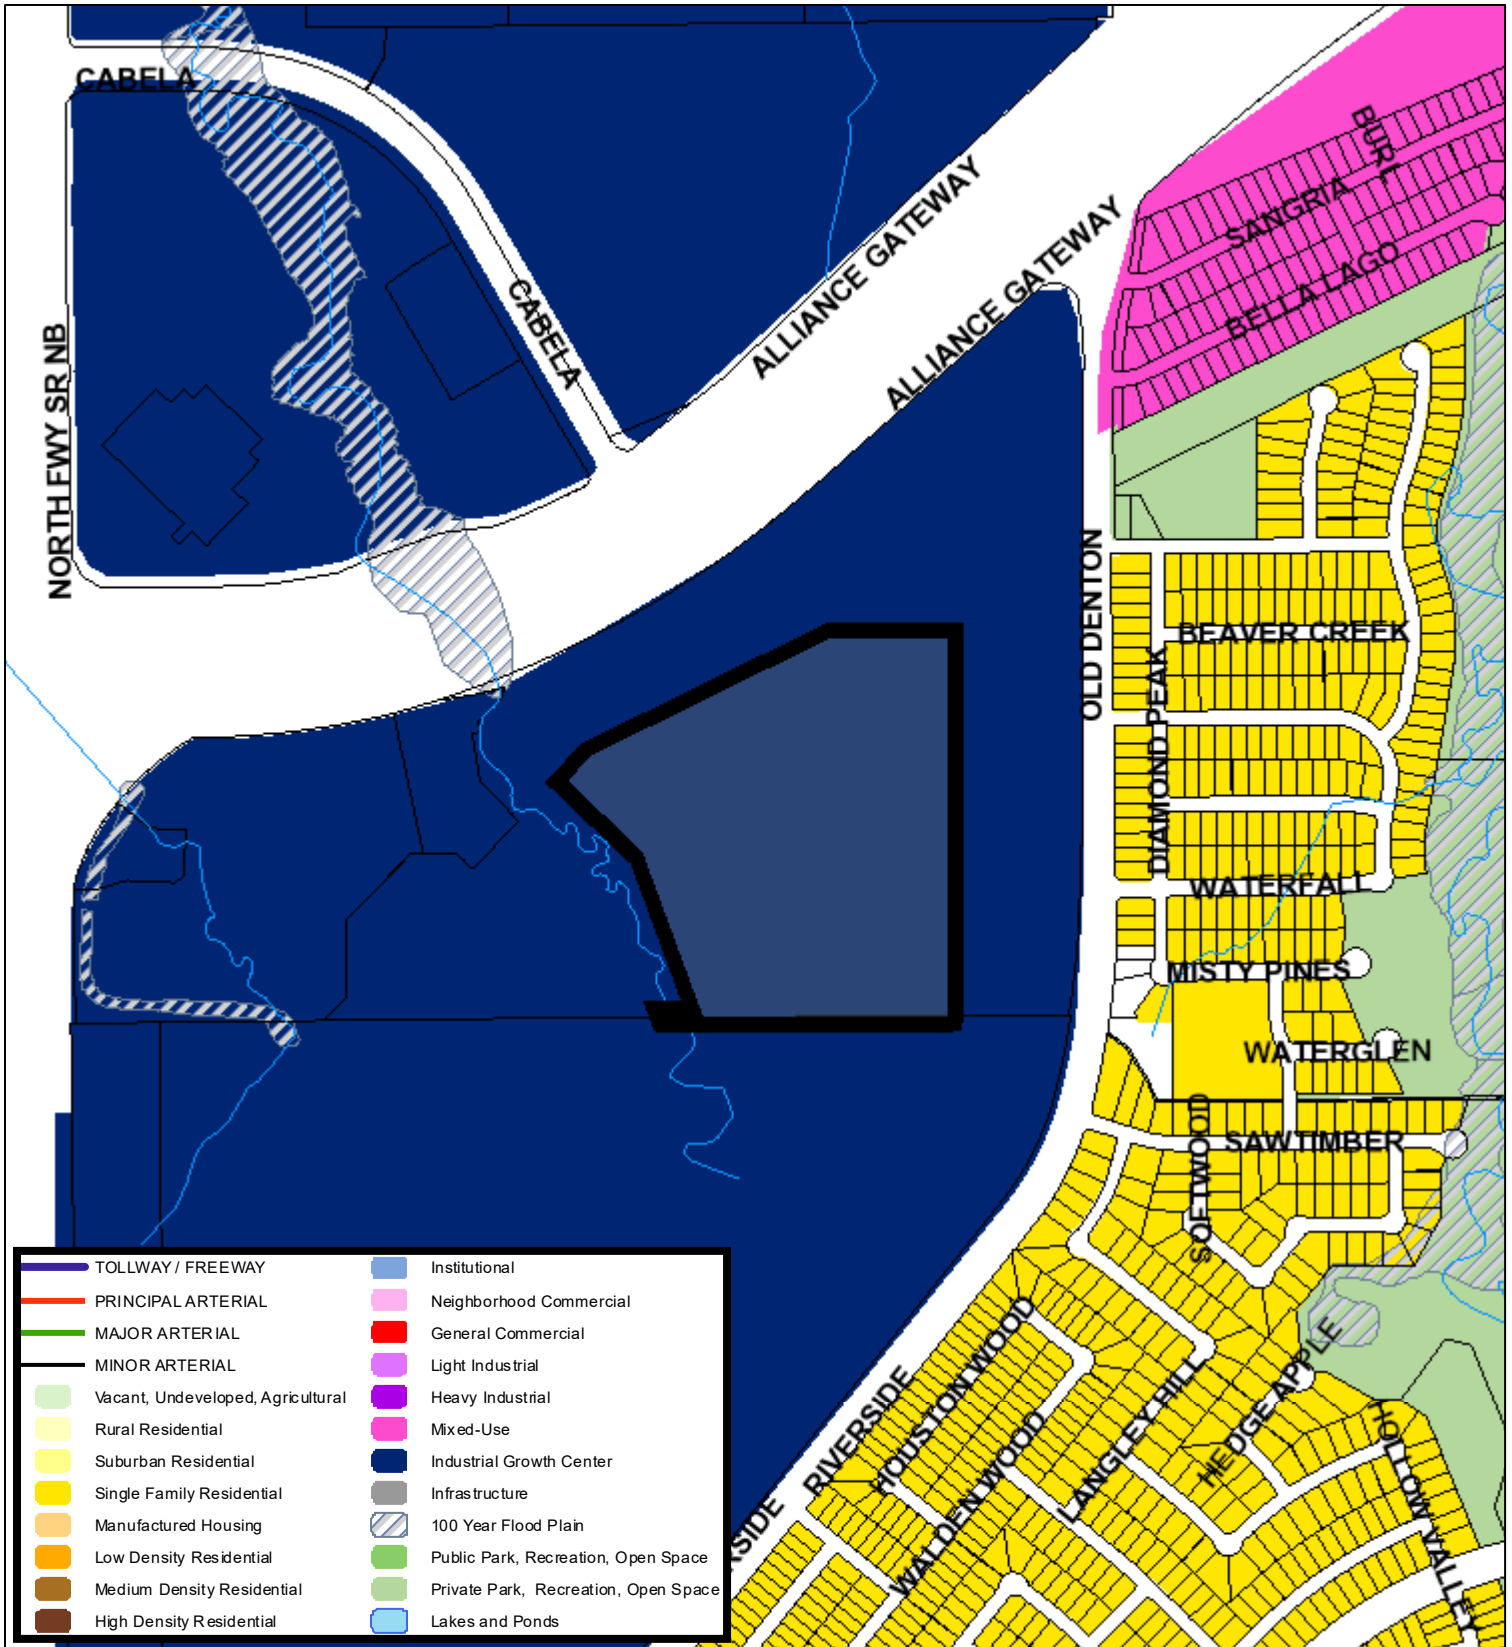 CABELA
BURL
SANGRIA
ALLIANCE GATEWAY
ALLIANCE GATEWAY
BELLA LAGO
CABELA
NORTH FWY SR NB
OLD DENTON
BEAVER CREEK
DIAMOND PEAK
WATERFALL
MISTY PINES
WATERGLEN
SOFTWOOD
SAWTIMBER
HOUSTON WOOD
RIVERSIDE
HEDGE APPLE
LANGLEY HILL
WALDEN WOOD
HOLLOW VALLEY
RSIDE
TOLLWAY / FREEWAY
PRINCIPAL ARTERIAL
MAJOR ARTERIAL
MINOR ARTERIAL
Vacant, Undeveloped, Agricultural
Rural Residential
Suburban Residential
Single Family Residential
Manufactured Housing
Low Density Residential
Medium Density Residential
High Density Residential
Institutional
Neighborhood Commercial
General Commercial
Light Industrial
Heavy Industrial
Mixed-Use
Industrial Growth Center
Infrastructure
100 Year Flood Plain
Public Park, Recreation, Open Space
Private Park, Recreation, Open Space
Lakes and Ponds